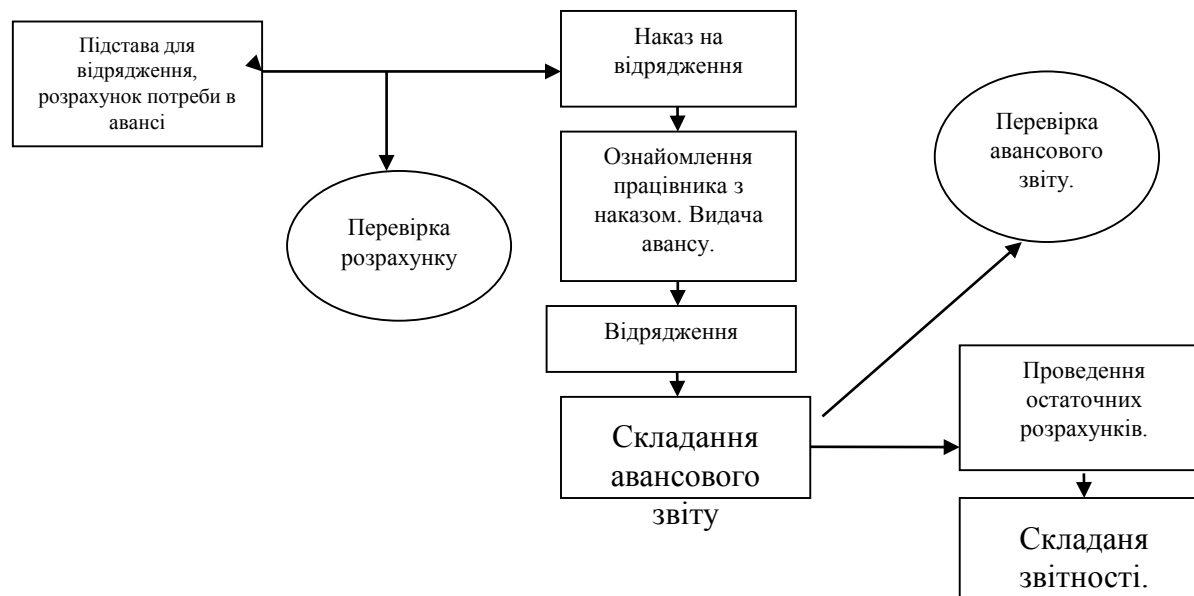 Підстава для
відрядження,
розрахунок потреби в
авансі
Наказ на
відрядження
Перевірка
авансового
звіту.
Ознайомлення
працівника з
наказом. Видача
авансу.
Перевірка
розрахунку
Відрядження
Складання
авансового
звіту
Проведення
остаточних
розрахунків.
Складаня
звітності.